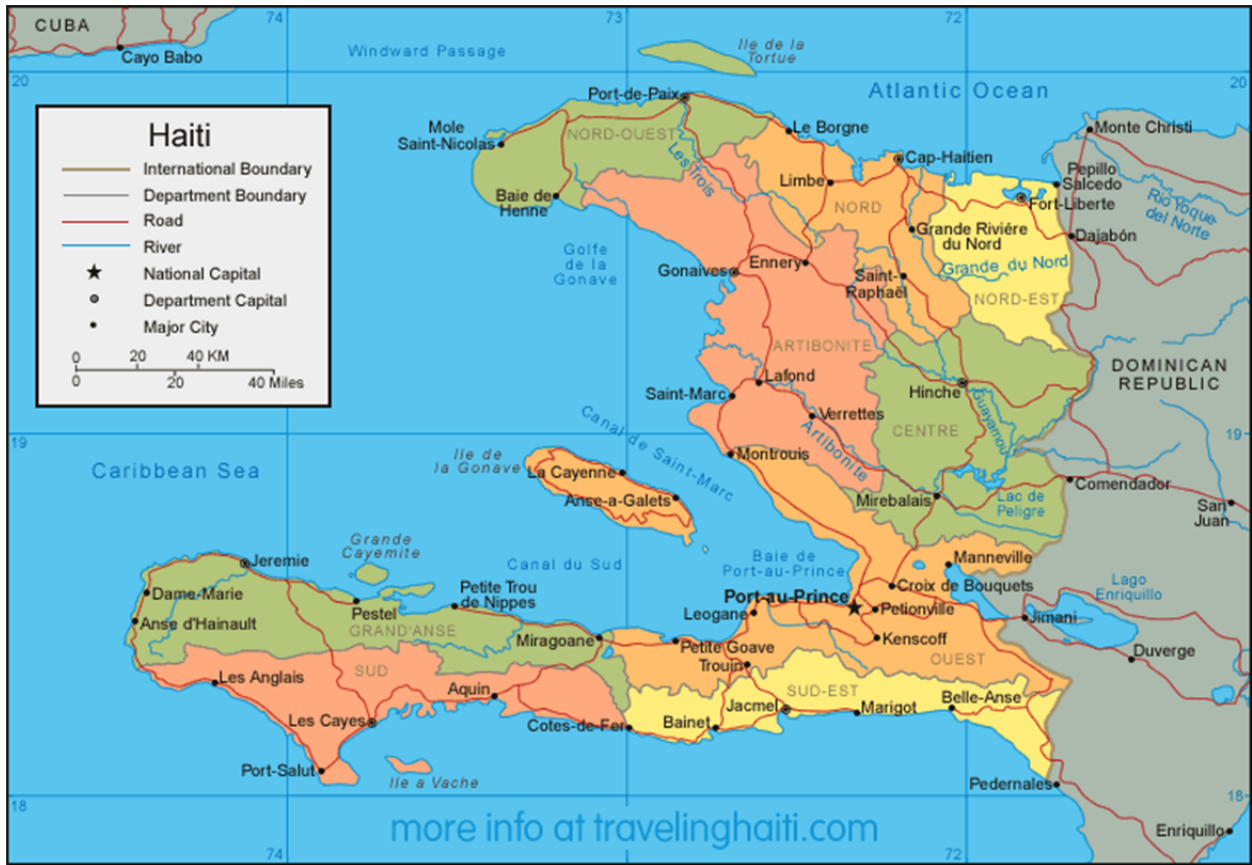 74
73
72
CUBA
Cayo Babo
Windward Passage
Ile de la
Tortue
20
20
Atlantic Ocean
Port-de-Paix
Haiti
International Boundary
Department Boundary
Road
River
National Capital
Department Capital
Major City
0 20 40 KM
0 20 40 Miles
Mole
Saint-Nicolas
NORD-OUEST
Le Borgne
Monte Christi
Les Trois
Cap-Haitien
Pepillo
Salcedo
Limbe
Baie de
Henne
NORD
Fort-Liberte
Rio Yoque
del Norte
Grande Riviére
du Nord
Dajabón
Golfe
de la
Gonave
Gonaives
Ennery
Saint-
Raphaël
Grande du Nord
NORD-EST
ARTIBONITE
DOMINICAN
REPUBLIC
Lafond
Saint-Marc
Hinche
Guayamou
Verrettes
CENTRE
Canal de Saint-Marc
Artibonite
19
19
Caribbean Sea
Ile de
la Gonave
Montrouis
La Cayenne
Anse-a-Galets
Mirebalais
Lac de
Peligre
Comendador
San
Juan
Grande
Cayemite
Canal du Sud
Baie de
Port-au-Prince
Manneville
Jeremie
Dame-Marie
Petite Trou
de Nippes
Croix de Bouquets
Lago
Enriquillo
Port-au-Prince
Petionville
Pestel
Leogane
Jimani
Anse d'Hainault
GRAND'ANSE
Miragoane
Petite Goave
Kenscoff
Duverge
Trouin
OUEST
SUD
Les Anglais
Aquin
SUD-EST
Belle-Anse
Les Cayes
Jacmel
Marigot
Cotes-de-Fer
Bainet
Port-Salut
Ile a Vache
Pedernales
18
18
more info at travelinghaiti.com
Enriquillo
74
72